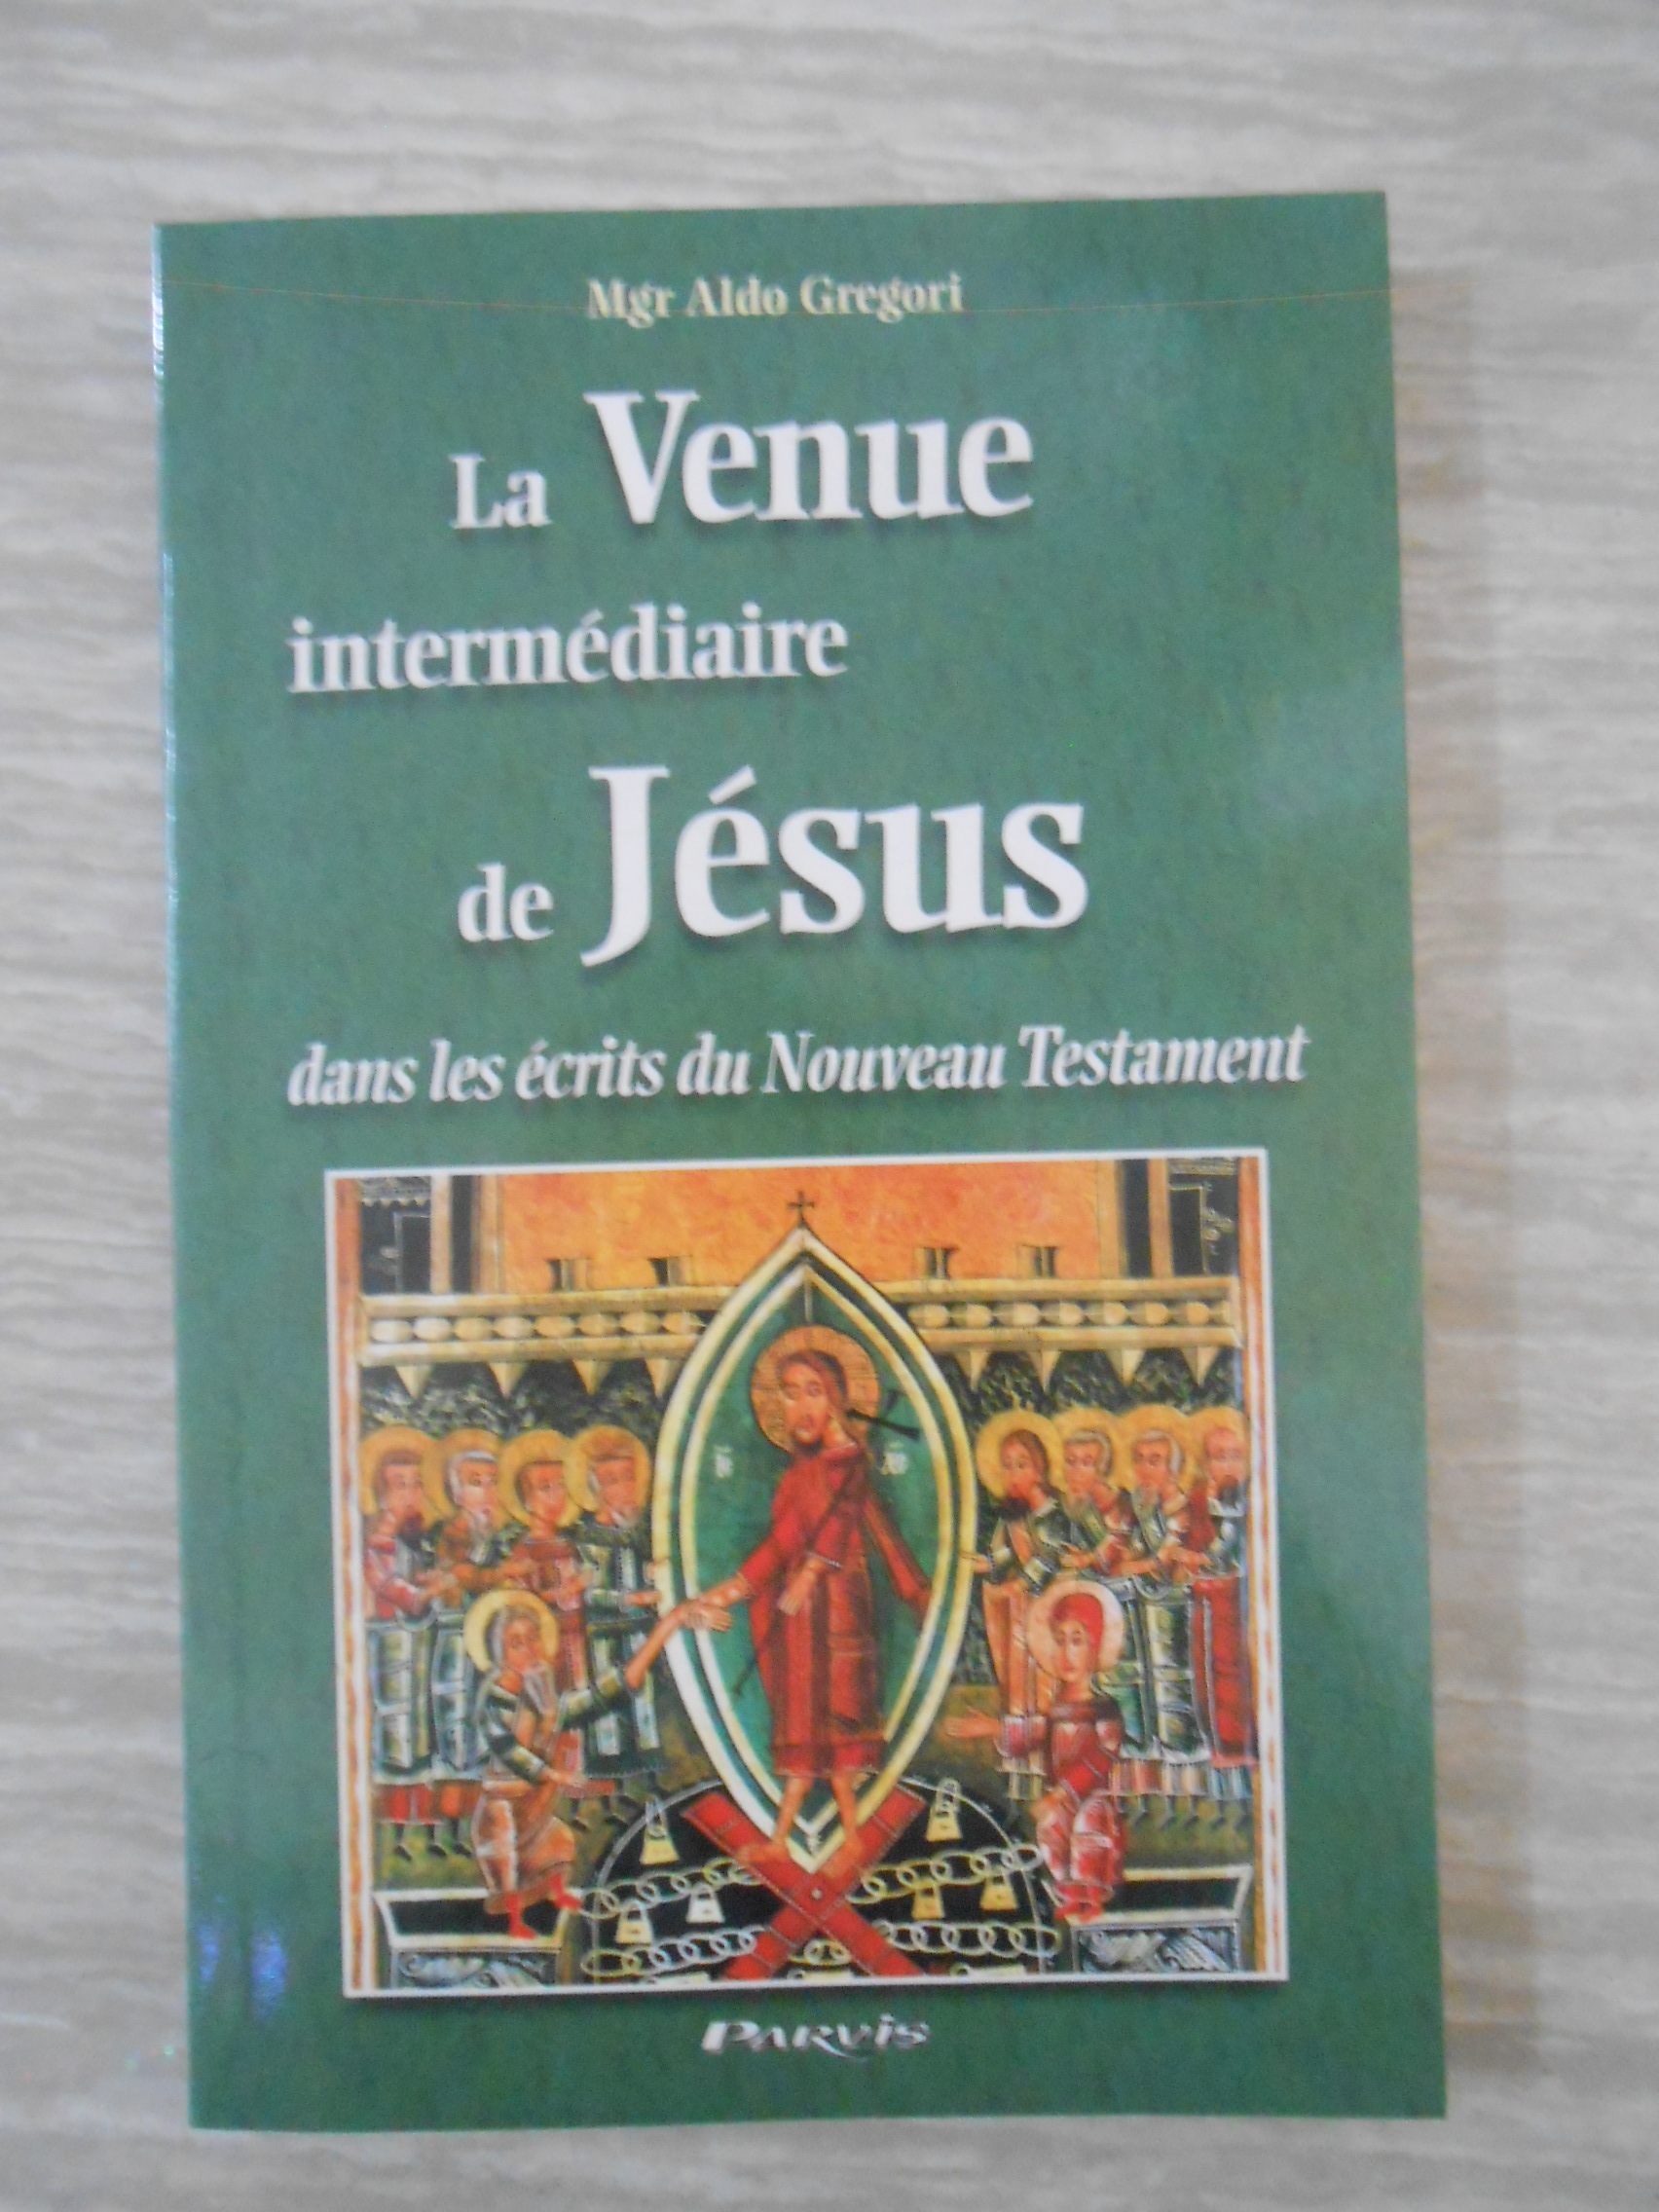 Mgr Aldo Gregori
La Venue
intermédiaire
de Jésus
dans les écrits du Nouveau Testament
PARVIS